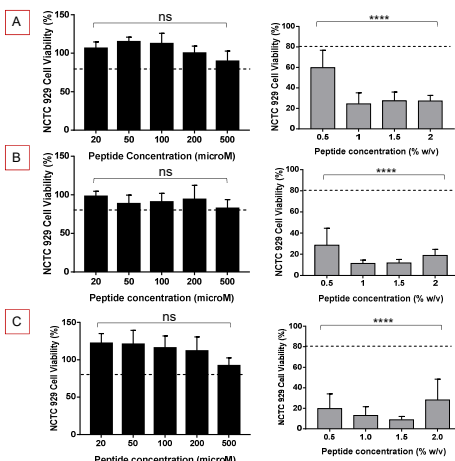 A
ns
NCTC 929 Cell Viability (%)
150
100
50
0
20 50 100 200 500
Peptide Concentration (microM)
****
NCTC 929 Cell Viability (%)
100
80
60
40
20
0
0.5 1 1.5 2
Peptide concentration (% w/v)
B
ns
NCTC 929 Cell Viability (%)
150
100
50
0
20 50 100 200 500
Peptide concentration (microM)
****
NCTC 929 Cell Viability (%)
100
80
60
40
20
0
0.5 1 1.5 2
Peptide concentration (% w/v)
C
ns
NCTC 929 Cell Viability (%)
150
100
50
0
20 50 100 200 500
Peptide concentration (microM)
****
NCTC 929 Cell Viability (%)
100
80
60
40
20
0
0.5 1.0 1.5 2.0
Peptide concentration (% w/v)